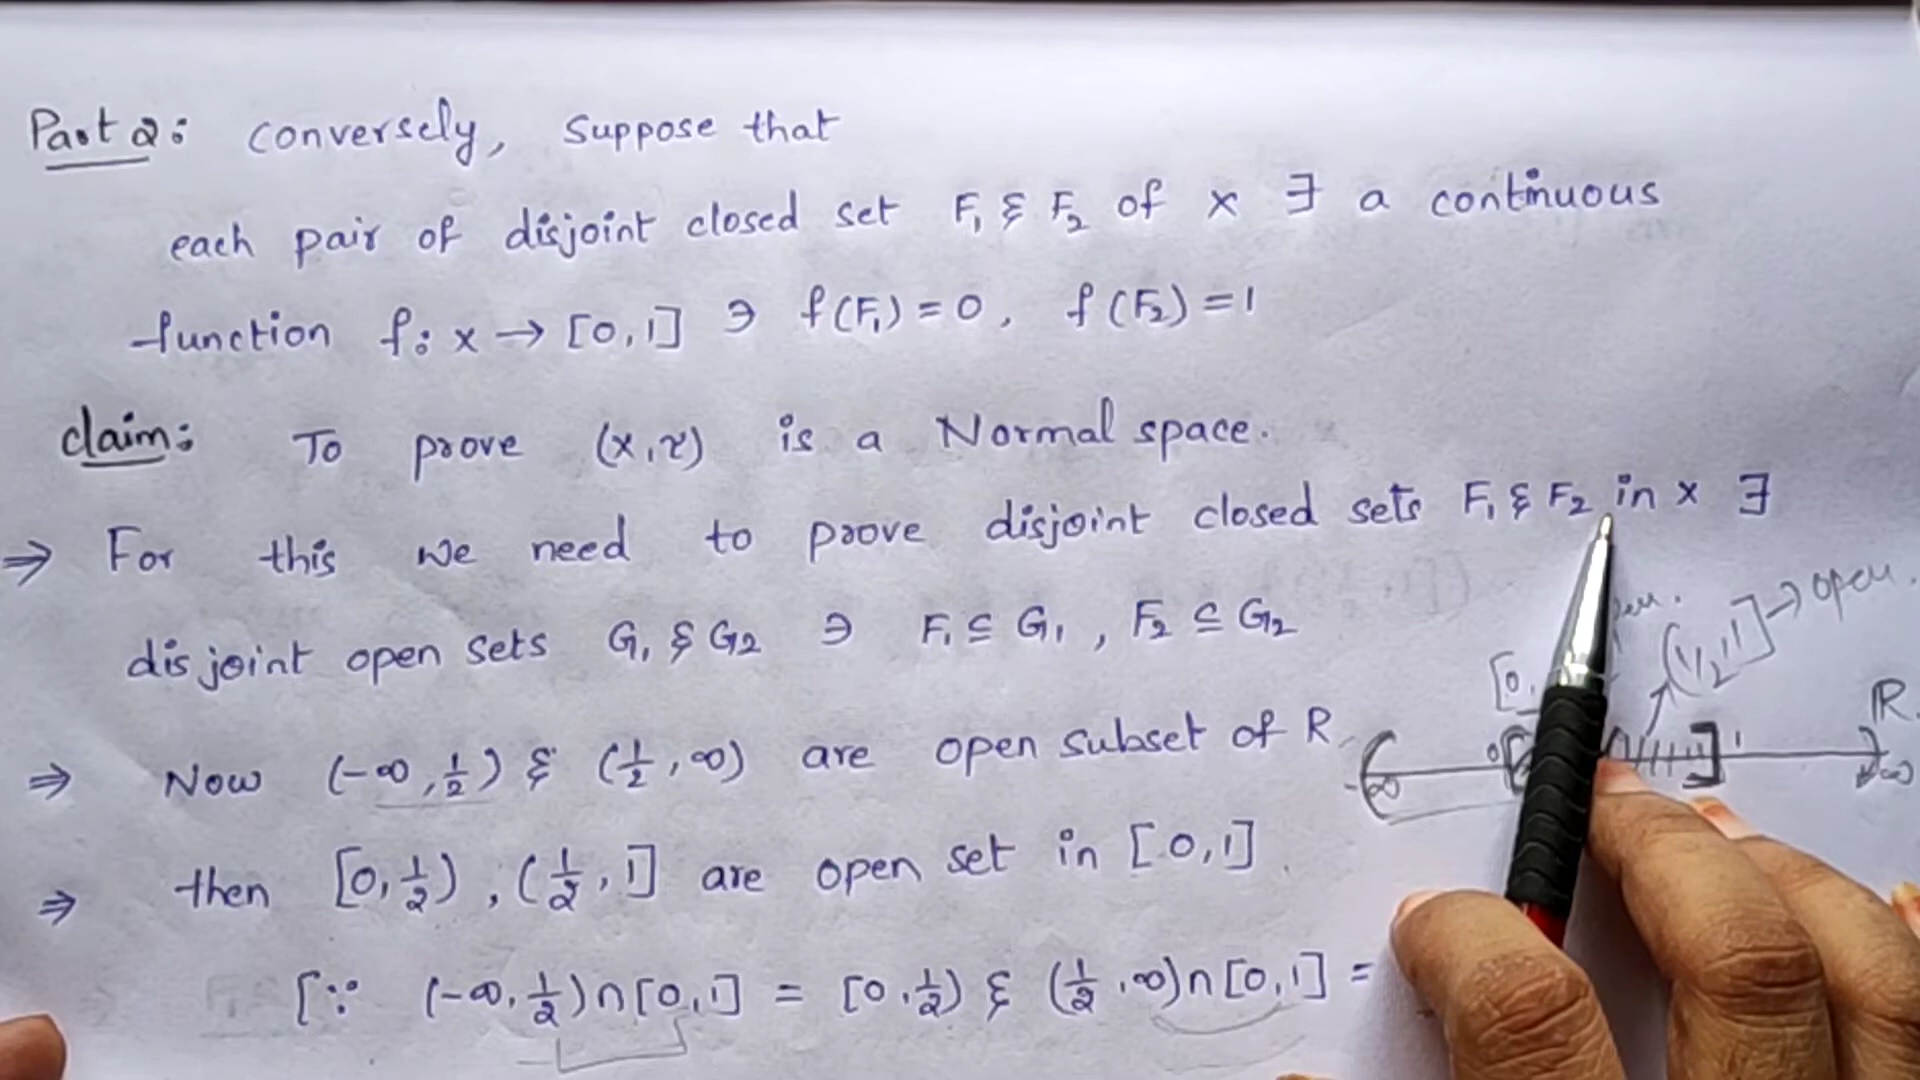 Part 2: conversely, suppose that
each pair of disjoint closed set F₁ & F₂ of x ∃ a continuous
function f: x → [0,1] ∋ f(F₁) = 0, f(F₂) = 1
claim: To prove (x,τ) is a Normal space.
⇒ For this we need to prove disjoint closed sets F₁ & F₂ in x ∃
disjoint open sets G₁ & G₂ ∋ F₁ ⊆ G₁, F₂ ⊆ G₂
(1/2, 1] → open.
[0,
⇒ Now (-∞, 1/2) & (1/2, ∞) are open subset of R
-∞ 0 1 ∞ R
⇒ then [0, 1/2), (1/2, 1] are open set in [0,1]
[∵ (-∞, 1/2) ∩ [0,1] = [0, 1/2) & (1/2, ∞) ∩ [0,1] =